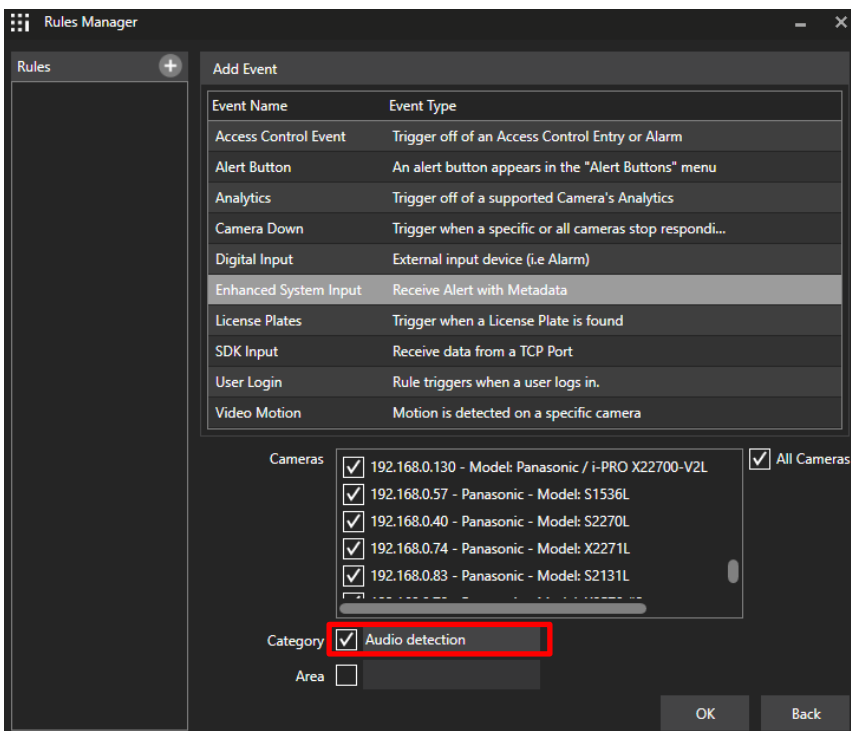 Rules Manager
Rules
Add Event
Event Name Event Type
Access Control Event Trigger off of an Access Control Entry or Alarm
Alert Button An alert button appears in the "Alert Buttons" menu
Analytics Trigger off of a supported Camera's Analytics
Camera Down Trigger when a specific or all cameras stop respondi...
Digital Input External input device (i.e Alarm)
Enhanced System Input Receive Alert with Metadata
License Plates Trigger when a License Plate is found
SDK Input Receive data from a TCP Port
User Login Rule triggers when a user logs in.
Video Motion Motion is detected on a specific camera
Cameras 192.168.0.130 - Model: Panasonic / i-PRO X22700-V2L All Cameras
192.168.0.57 - Panasonic - Model: S1536L
192.168.0.40 - Panasonic - Model: S2270L
192.168.0.74 - Panasonic - Model: X2271L
192.168.0.83 - Panasonic - Model: S2131L
Category Audio detection
Area
OK Back